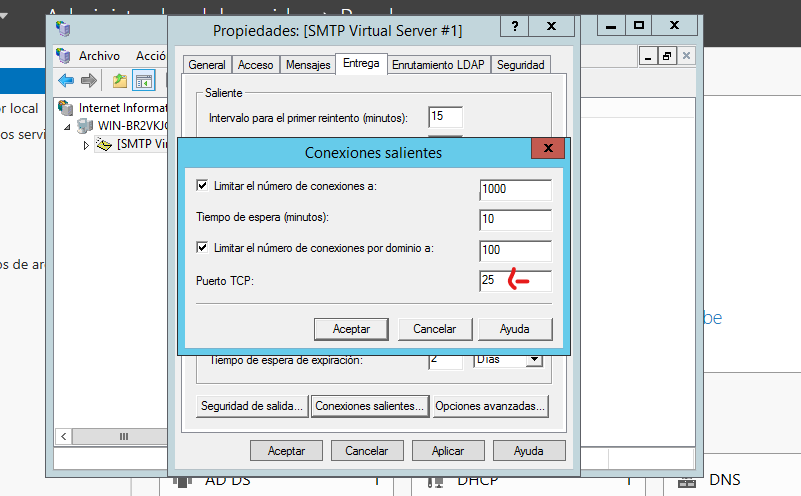 Propiedades: [SMTP Virtual Server #1]
Archivo
Internet Informat
WIN-BR2VKJ
[SMTP Vi
General Acceso Mensajes Entrega Enrutamiento LDAP Seguridad
Saliente
Intervalo para el primer reintento (minutos): 15
Conexiones salientes
Limitar el número de conexiones a: 1000
Tiempo de espera (minutos): 10
Limitar el número de conexiones por dominio a: 100
Puerto TCP: 25
Aceptar Cancelar Ayuda
Tiempo de espera de expiración: 2 Días
Seguridad de salida... Conexiones salientes... Opciones avanzadas...
Aceptar Cancelar Aplicar Ayuda
r local
os servi
os de ar
be
AD DS 1
DHCP 1
DNS